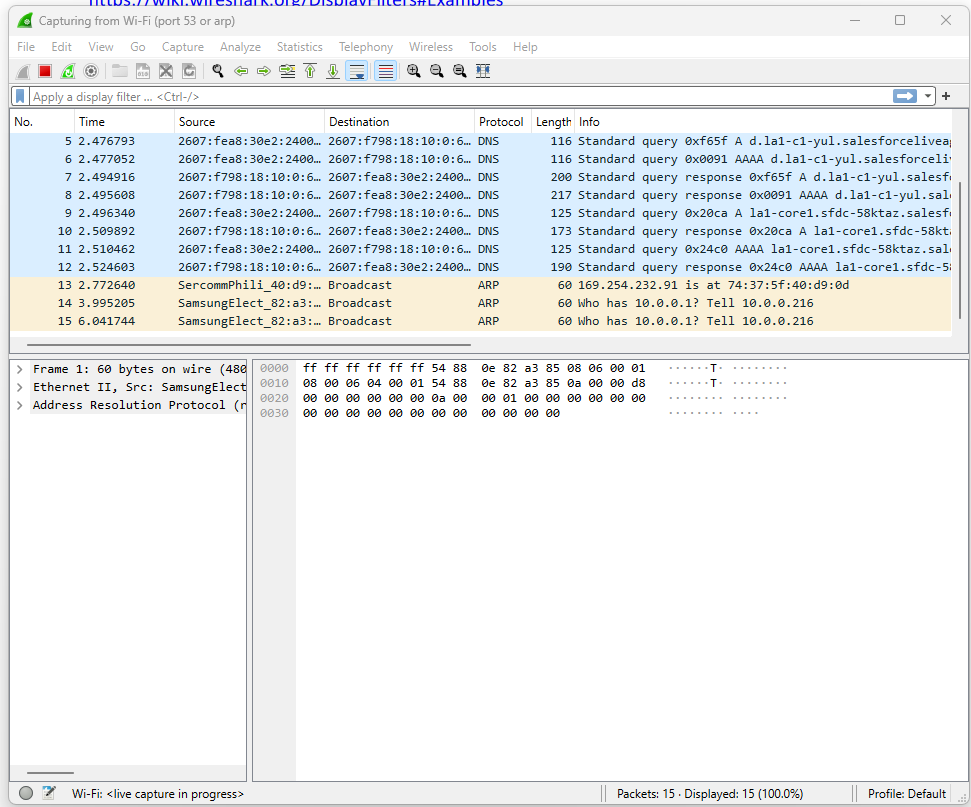 https://wiki.wireshark.org/DisplayFilters#Examples
Capturing from Wi-Fi (port 53 or arp)
File Edit View Go Capture Analyze Statistics Telephony Wireless Tools Help
Apply a display filter ... <Ctrl-/>
No. Time Source Destination Protocol Length Info
5 2.476793 2607:fea8:30e2:2400... 2607:f798:18:10:0:6... DNS 116 Standard query 0xf65f A d.la1-c1-yul.salesforcelivea
6 2.477052 2607:fea8:30e2:2400... 2607:f798:18:10:0:6... DNS 116 Standard query 0x0091 AAAA d.la1-c1-yul.salesforceli
7 2.494916 2607:f798:18:10:0:6... 2607:fea8:30e2:2400... DNS 200 Standard query response 0xf65f A d.la1-c1-yul.salesf
8 2.495608 2607:f798:18:10:0:6... 2607:fea8:30e2:2400... DNS 217 Standard query response 0x0091 AAAA d.la1-c1-yul.sal
9 2.496340 2607:fea8:30e2:2400... 2607:f798:18:10:0:6... DNS 125 Standard query 0x20ca A la1-core1.sfdc-58ktaz.salesf
10 2.509892 2607:f798:18:10:0:6... 2607:fea8:30e2:2400... DNS 173 Standard query response 0x20ca A la1-core1.sfdc-58kt
11 2.510462 2607:fea8:30e2:2400... 2607:f798:18:10:0:6... DNS 125 Standard query 0x24c0 AAAA la1-core1.sfdc-58ktaz.sal
12 2.524603 2607:f798:18:10:0:6... 2607:fea8:30e2:2400... DNS 190 Standard query response 0x24c0 AAAA la1-core1.sfdc-58
13 2.772640 SercommPhili_40:d9:... Broadcast ARP 60 169.254.232.91 is at 74:37:5f:40:d9:0d
14 3.995205 SamsungElect_82:a3:... Broadcast ARP 60 Who has 10.0.0.1? Tell 10.0.0.216
15 6.041744 SamsungElect_82:a3:... Broadcast ARP 60 Who has 10.0.0.1? Tell 10.0.0.216
Frame 1: 60 bytes on wire (480
Ethernet II, Src: SamsungElect
Address Resolution Protocol (r
0000 ff ff ff ff ff ff 54 88 0e 82 a3 85 08 06 00 01 ······T· ········
0010 08 00 06 04 00 01 54 88 0e 82 a3 85 0a 00 00 d8 ······T· ········
0020 00 00 00 00 00 00 0a 00 00 01 00 00 00 00 00 00 ········ ········
0030 00 00 00 00 00 00 00 00 00 00 00 00 ········ ····
Wi-Fi: <live capture in progress> Packets: 15 · Displayed: 15 (100.0%) Profile: Default